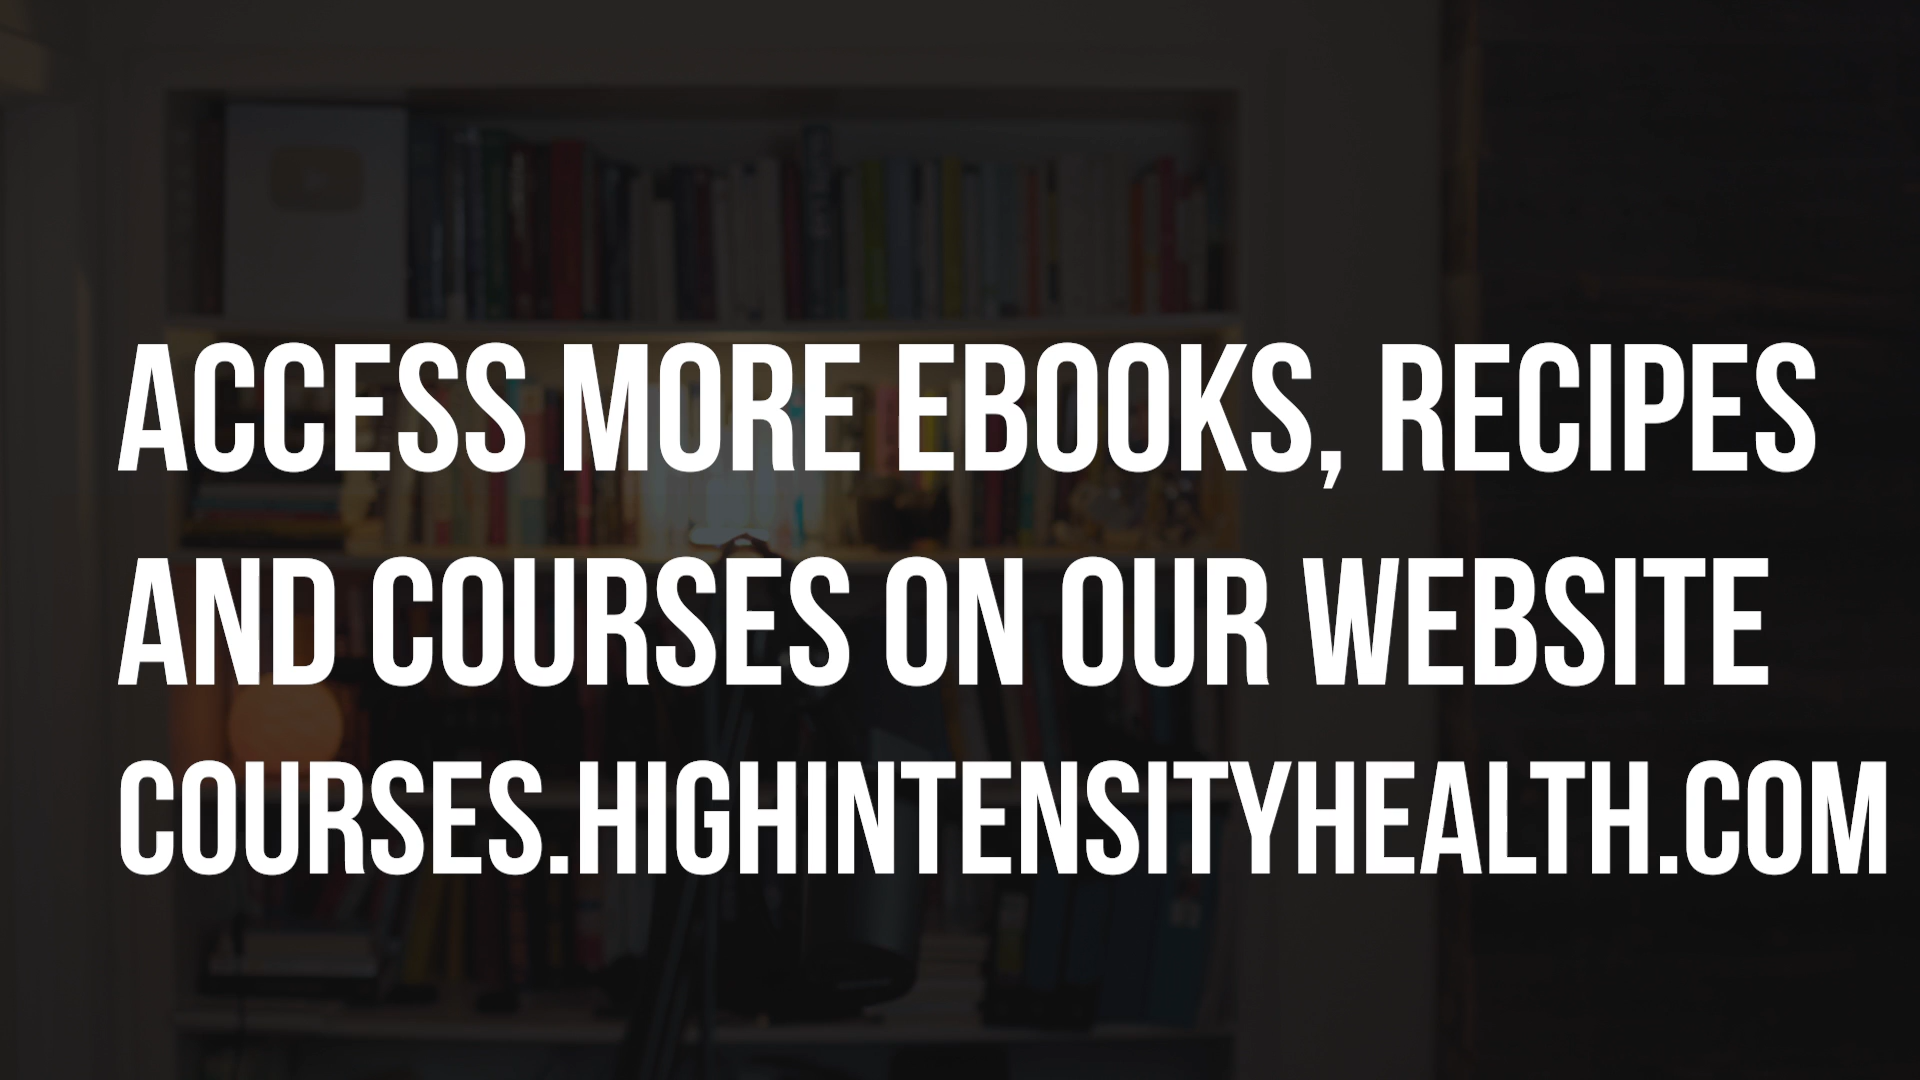 ACCESS MORE EBOOKS, RECIPES
AND COURSES ON OUR WEBSITE
COURSES.HIGHINTENSITYHEALTH.COM